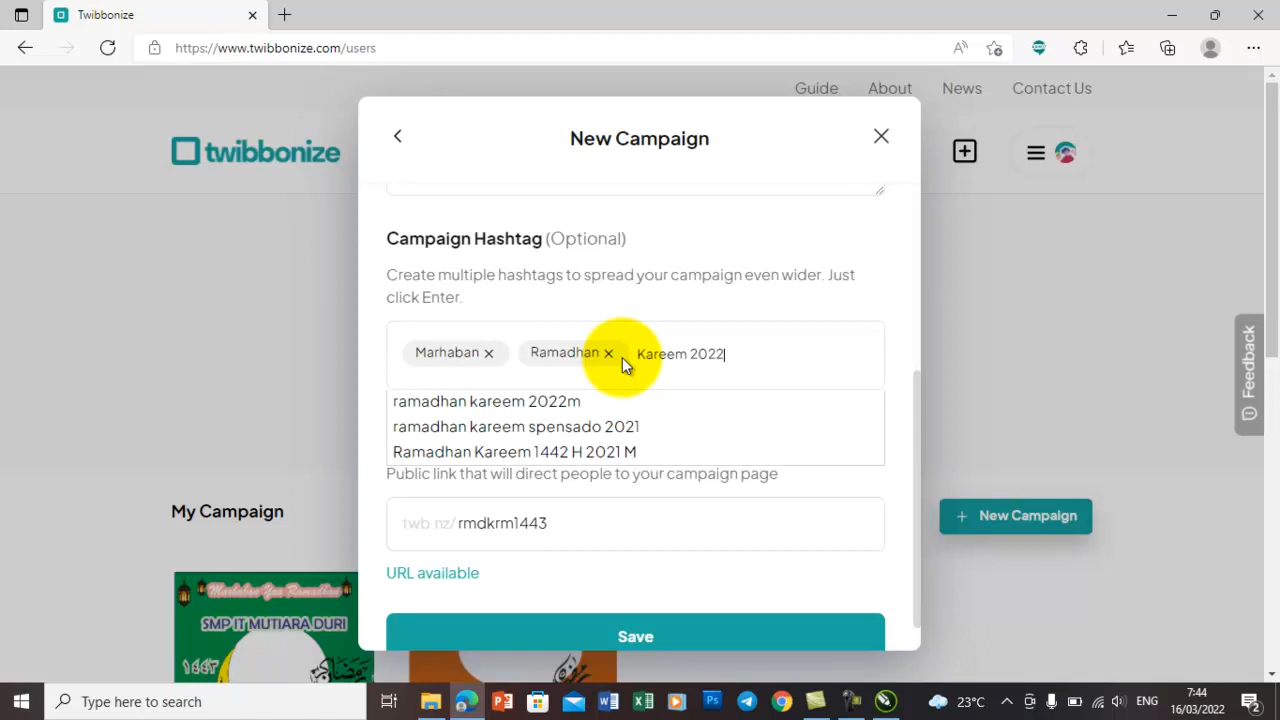 Twibbonize
https://www.twibbonize.com/users
Guide About News Contact Us
twibbonize
New Campaign
Campaign Hashtag (Optional)
Create multiple hashtags to spread your campaign even wider. Just
click Enter.
Marhaban Ramadhan Kareem 2022
ramadhan kareem 2022m
ramadhan kareem spensado 2021
Ramadhan Kareem 1442 H 2021 M
Public link that will direct people to your campaign page
twb nz/rmdkrm1443
URL available
Save
My Campaign
+ New Campaign
Feedback
Marhaban Yaa Ramadhan
SMP IT MUTIARA DURI
Type here to search
23°C
ENG
7:44
16/03/2022
2